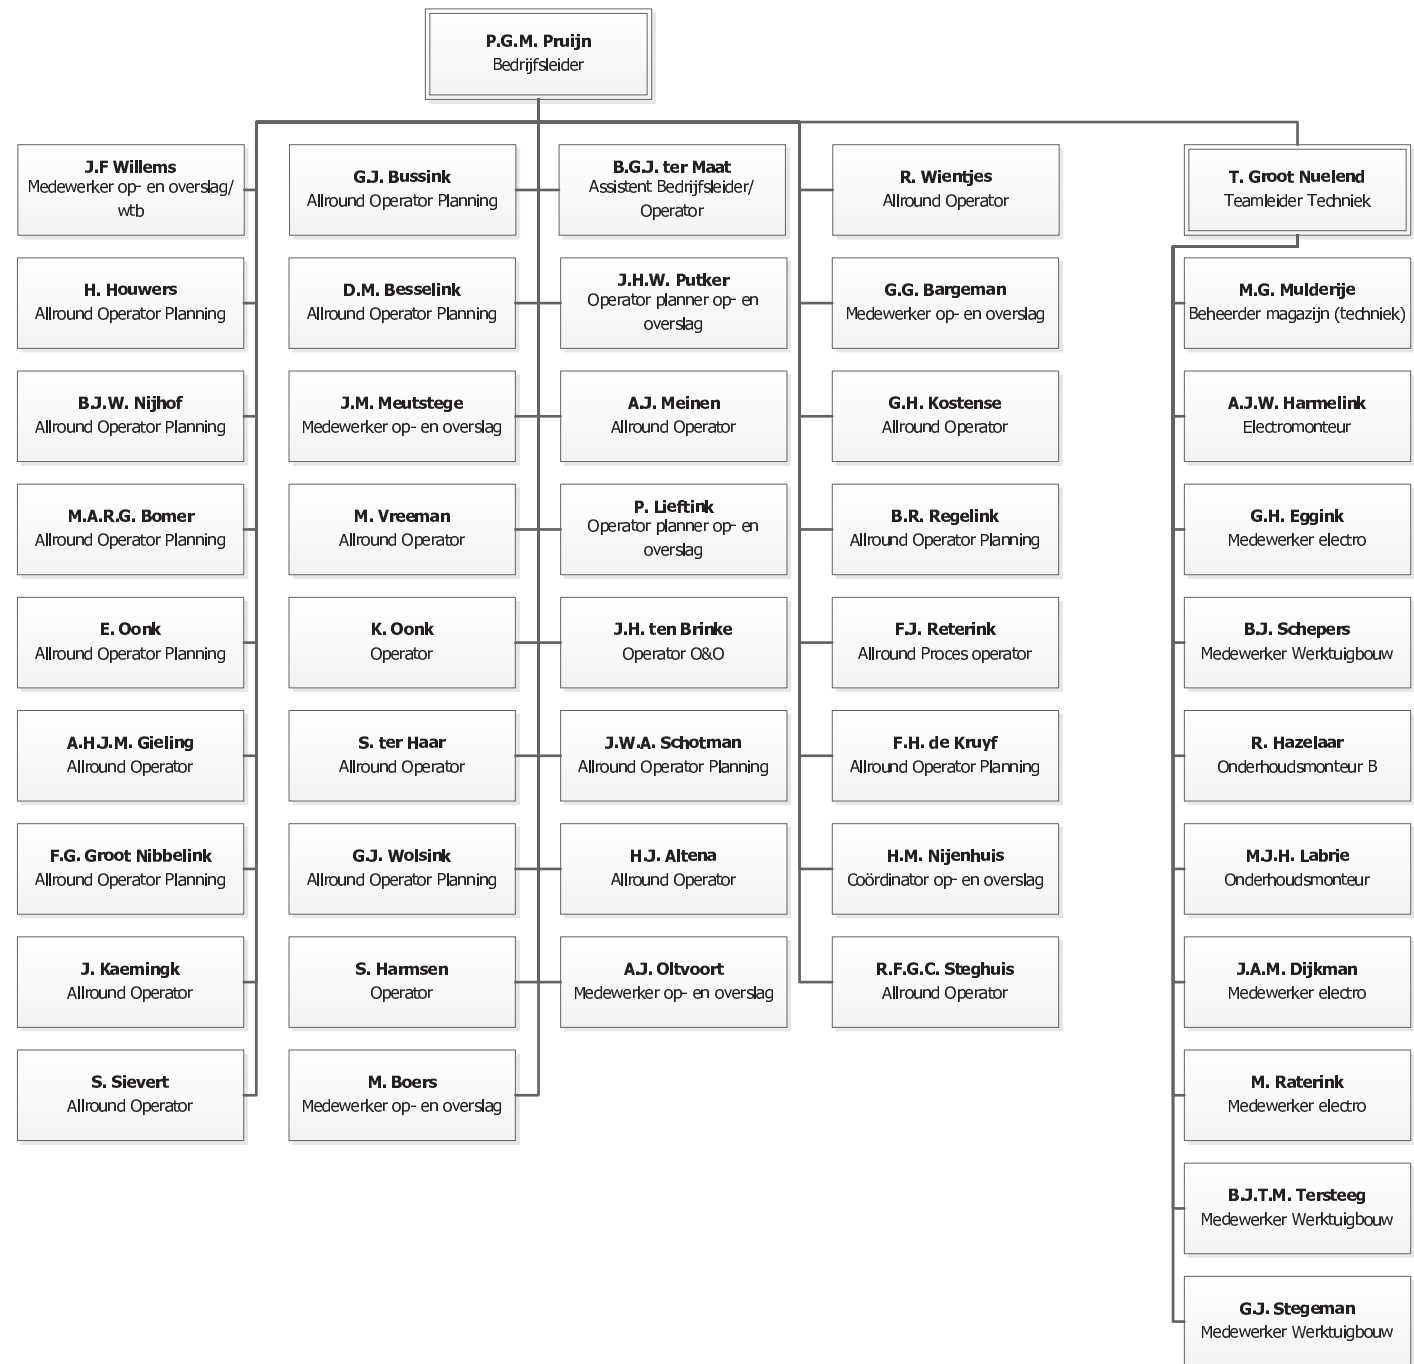 P.G.M. Pruijn
Bedrijfsleider
J.F Willems
Medewerker op- en overslag/
wtb
G.J. Bussink
Allround Operator Planning
B.G.J. ter Maat
Assistent Bedrijfsleider/
Operator
R. Wientjes
Allround Operator
T. Groot Nuelend
Teamleider Techniek
H. Houwers
Allround Operator Planning
D.M. Besselink
Allround Operator Planning
J.H.W. Putker
Operator planner op- en
overslag
G.G. Bargeman
Medewerker op- en overslag
M.G. Mulderije
Beheerder magazijn (techniek)
B.J.W. Nijhof
Allround Operator Planning
J.M. Meutstege
Medewerker op- en overslag
A.J. Meinen
Allround Operator
G.H. Kostense
Allround Operator
A.J.W. Harmelink
Electromonteur
M.A.R.G. Bomer
Allround Operator Planning
M. Vreeman
Allround Operator
P. Lieftink
Operator planner op- en
overslag
B.R. Regelink
Allround Operator Planning
G.H. Eggink
Medewerker electro
E. Oonk
Allround Operator Planning
K. Oonk
Operator
J.H. ten Brinke
Operator O&O
F.J. Reterink
Allround Proces operator
B.J. Schepers
Medewerker Werktuigbouw
A.H.J.M. Gieling
Allround Operator
S. ter Haar
Allround Operator
J.W.A. Schotman
Allround Operator Planning
F.H. de Kruyf
Allround Operator Planning
R. Hazelaar
Onderhoudsmonteur B
F.G. Groot Nibbelink
Allround Operator Planning
G.J. Wolsink
Allround Operator Planning
H.J. Altena
Allround Operator
H.M. Nijenhuis
Coördinator op- en overslag
M.J.H. Labrie
Onderhoudsmonteur
J. Kaemingk
Allround Operator
S. Harmsen
Operator
A.J. Oltvoort
Medewerker op- en overslag
R.F.G.C. Steghuis
Allround Operator
J.A.M. Dijkman
Medewerker electro
S. Sievert
Allround Operator
M. Boers
Medewerker op- en overslag
M. Raterink
Medewerker electro
B.J.T.M. Tersteeg
Medewerker Werktuigbouw
G.J. Stegeman
Medewerker Werktuigbouw